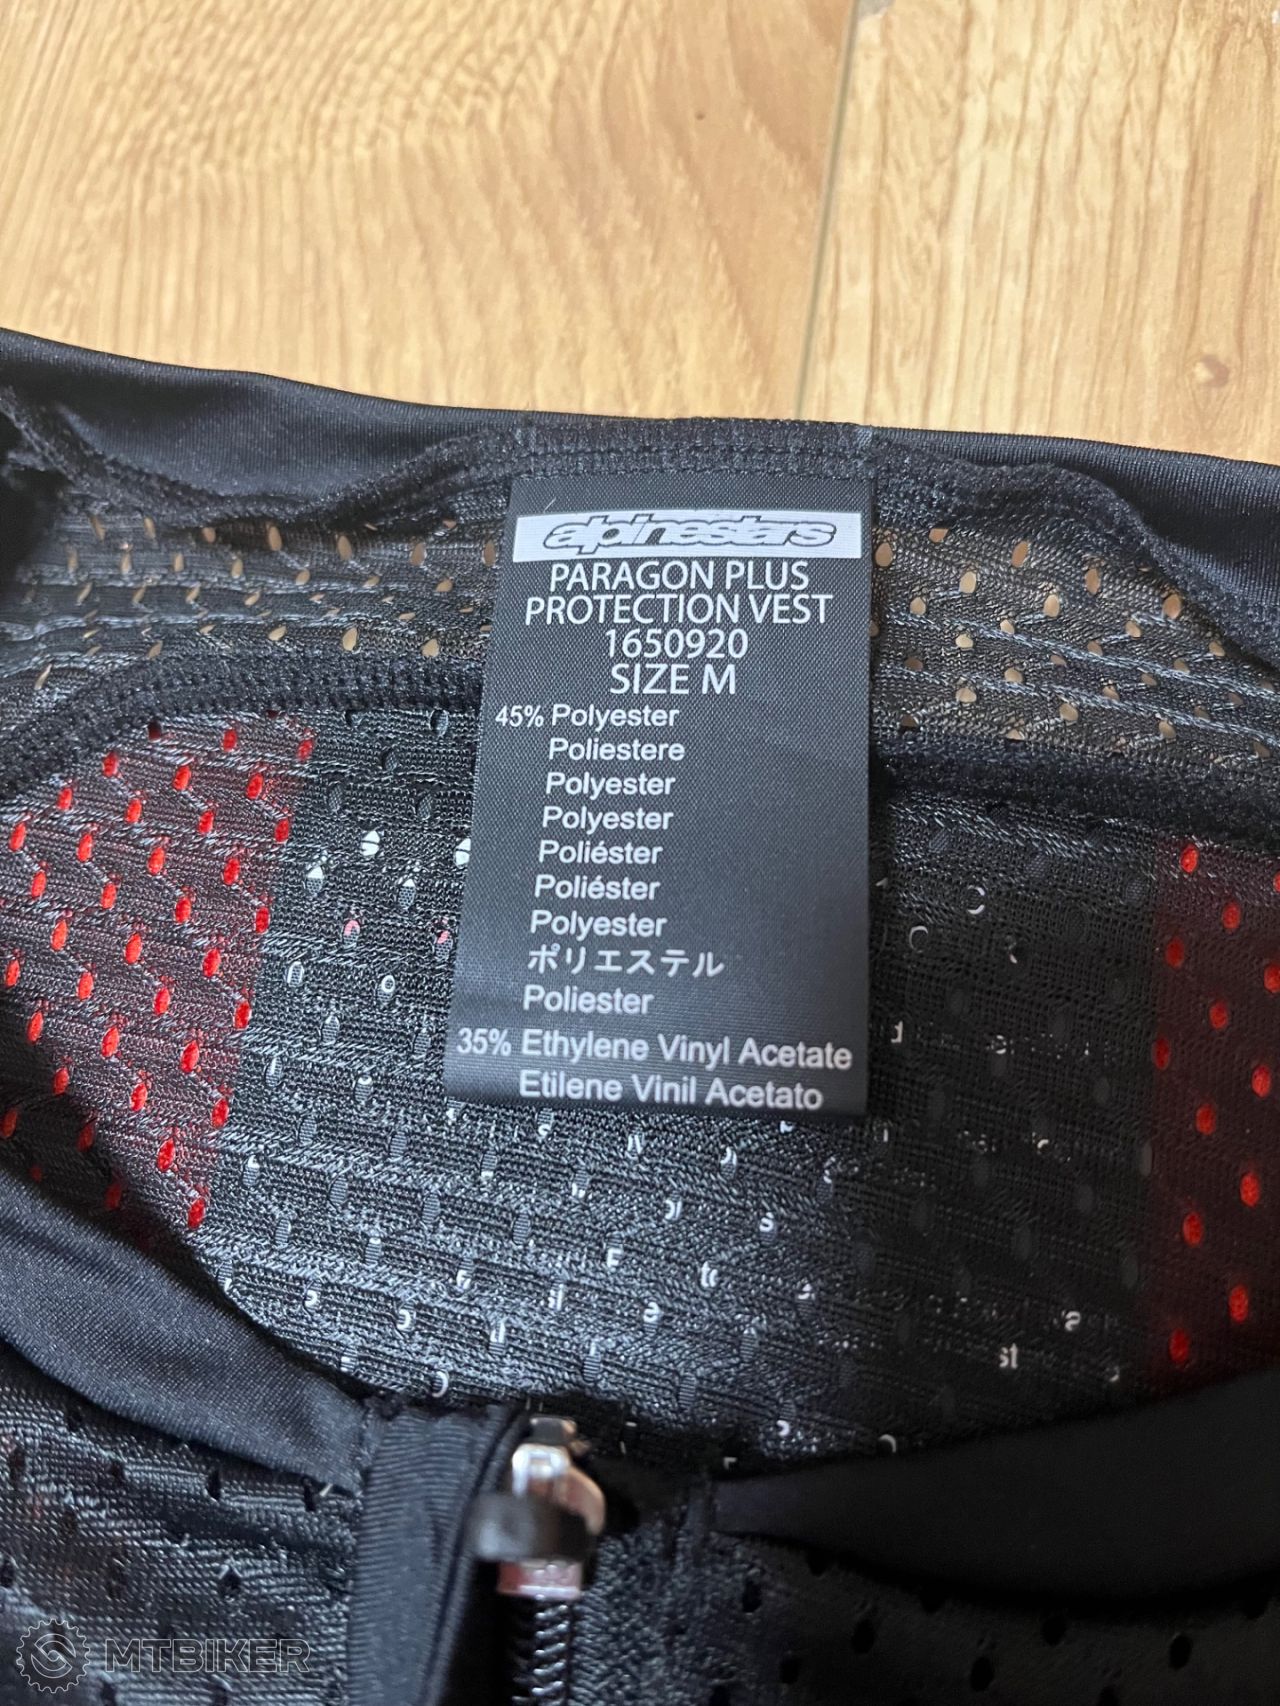 alpinestars
PARAGON PLUS
PROTECTION VEST
1650920
SIZE M
45% Polyester
Poliestere
Polyester
Polyester
Poliéster
Poliéster
Polyester
ポリエステル
Poliester
35% Ethylene Vinyl Acetate
Etilene Vinil Acetato
MTBIKER